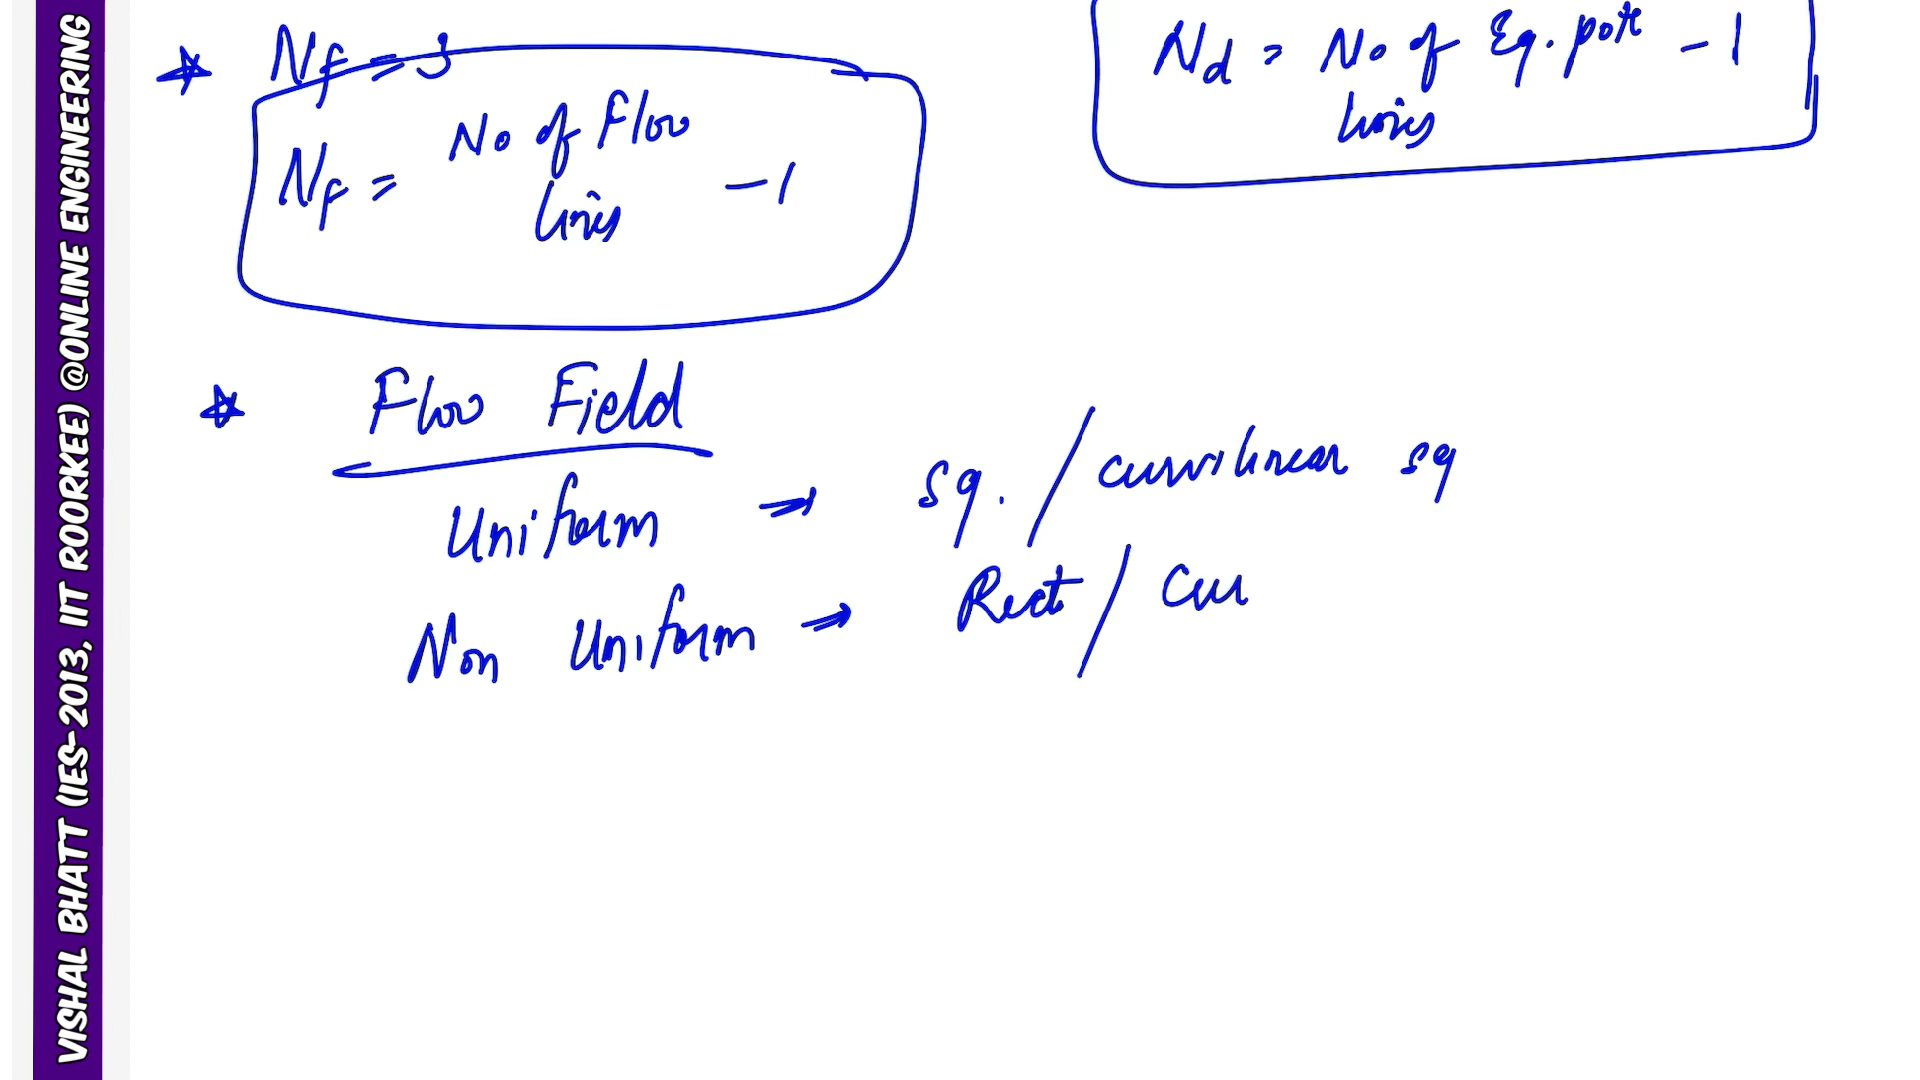 VISHAL BHATT (IES-2013, IIT ROORKEE) @ONLINE ENGINEERING
Nf = 3
Nf = No of Flow lines - 1
Nd = No of Eq. pot lines - 1
Flow Field
Uniform → sq. / curvilinear sq
Non Uniform → Rect / cur